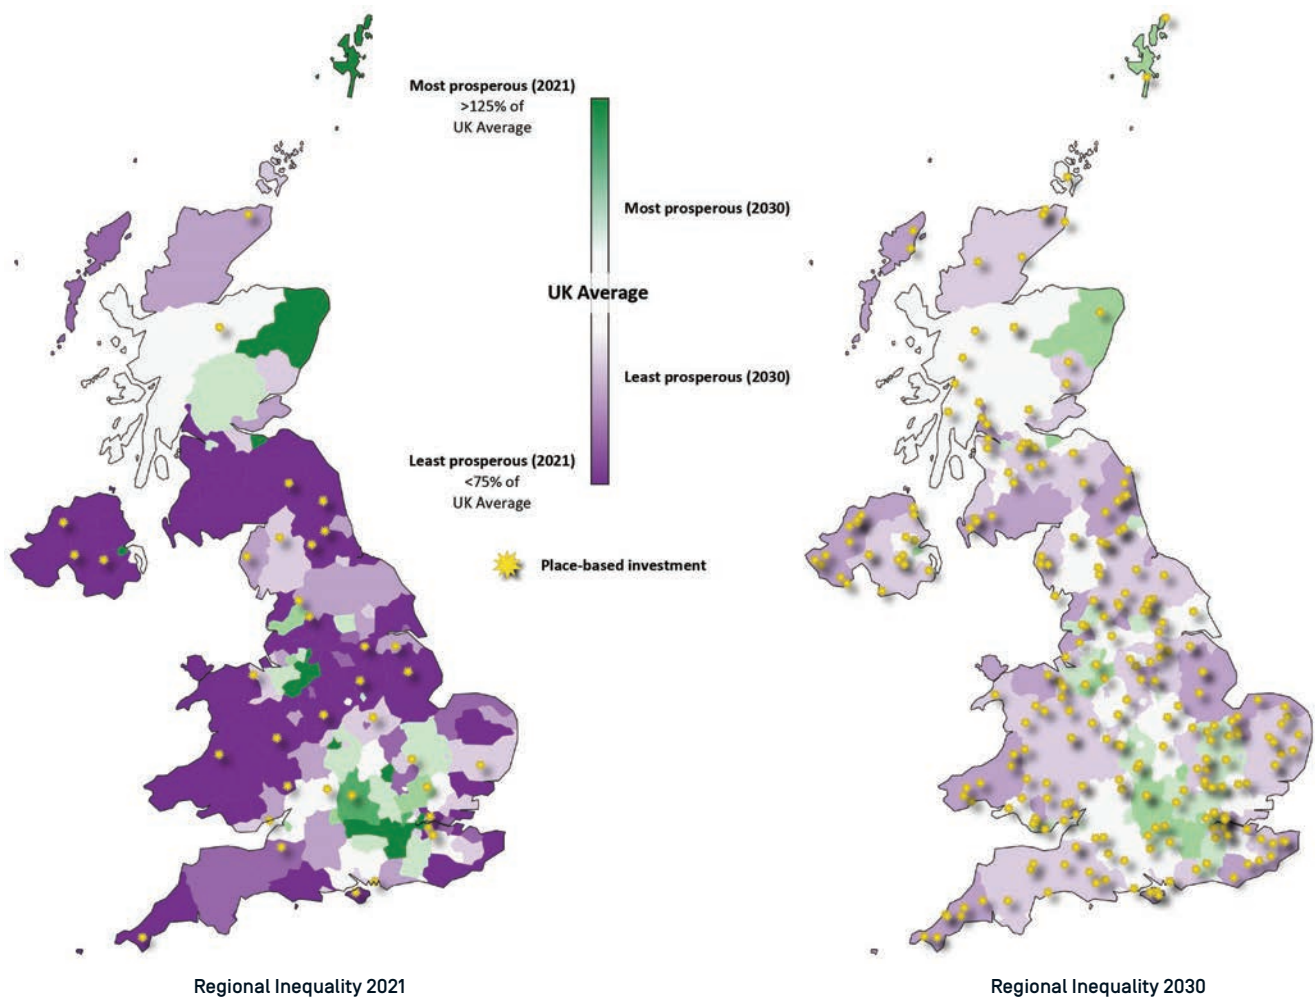 Most prosperous (2021)
>125% of
UK Average
Most prosperous (2030)
UK Average
Least prosperous (2030)
Least prosperous (2021)
<75% of
UK Average
Place-based investment
Regional Inequality 2021
Regional Inequality 2030